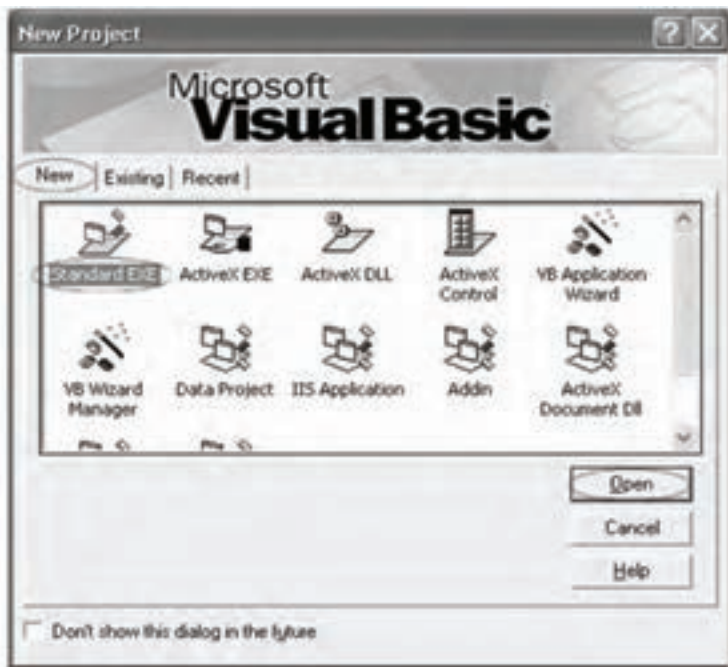 New Project
Microsoft
Visual Basic
New Existing Recent
Standard EXE ActiveX EXE ActiveX DLL ActiveX Control VB Application Wizard
VB Wizard Manager Data Project IIS Application Addin ActiveX Document Dll
Open
Cancel
Help
Don't show this dialog in the future